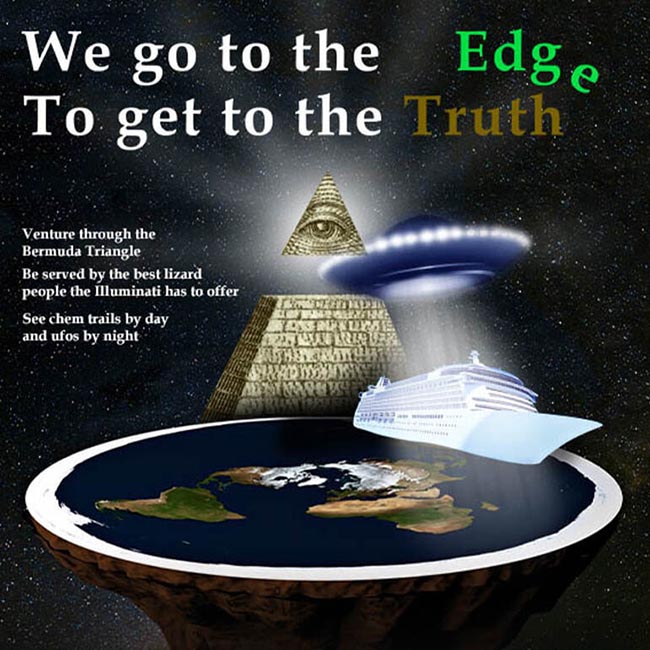 We go to the Edge
To get to the Truth
Venture through the
Bermuda Triangle
Be served by the best lizard
people the Illuminati has to offer
See chem trails by day
and ufos by night